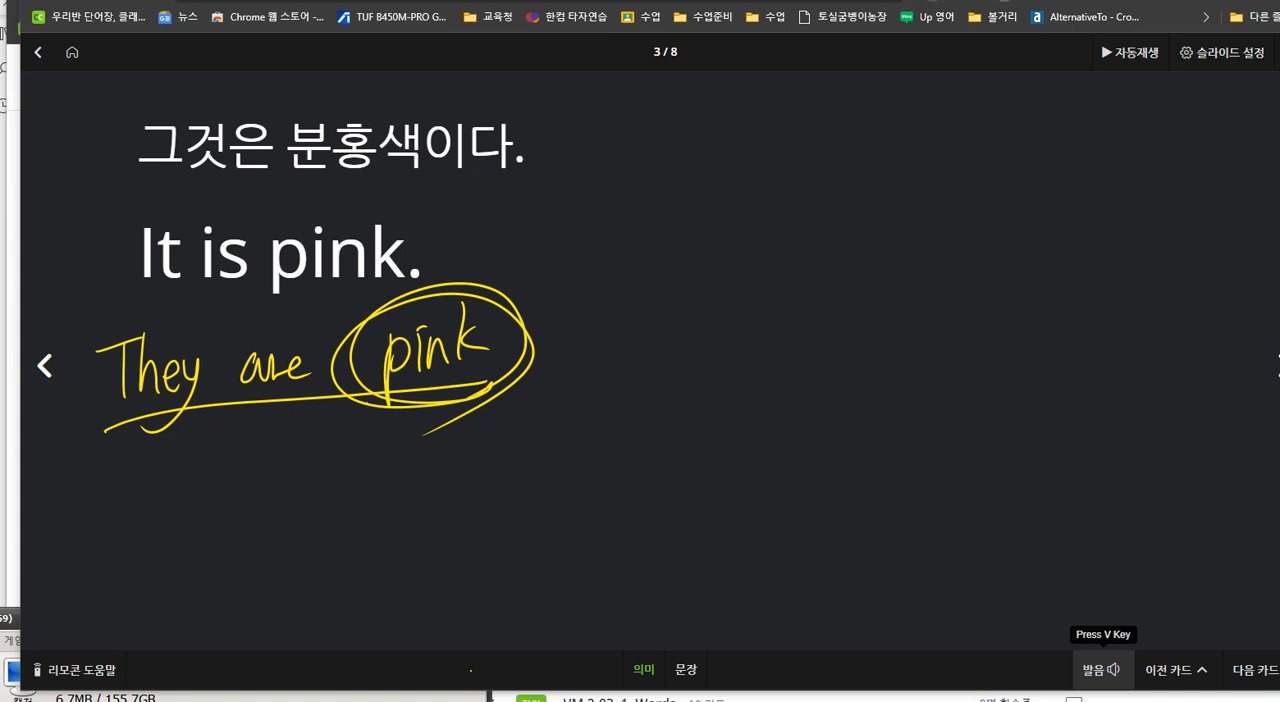 우리반 단어장, 클래... 뉴스 Chrome 웹 스토어 -... TUF B450M-PRO G... 교육청 한컴 타자연습 수업 수업준비 수업 토실굼벵이농장 Up 영어 볼거리 AlternativeTo - Cro... 다른 즐
3 / 8 ▶ 자동재생 슬라이드 설정
그것은 분홍색이다.
It is pink.
They are pink
Press V Key
리모콘 도움말 의미 문장 발음 이전 카드 다음 카드
6.7MB / 155.7GB